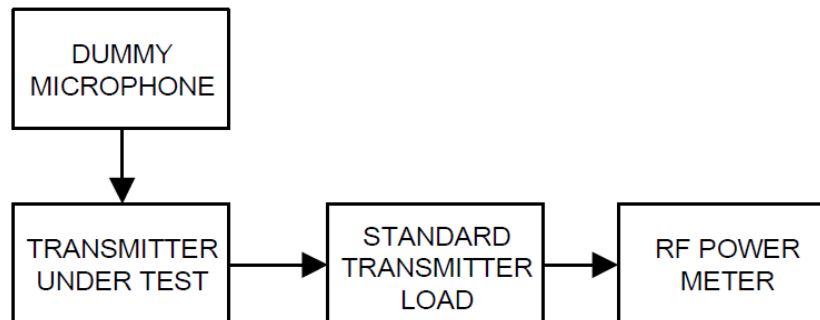 DUMMY
MICROPHONE
TRANSMITTER
UNDER TEST
STANDARD
TRANSMITTER
LOAD
RF POWER
METER